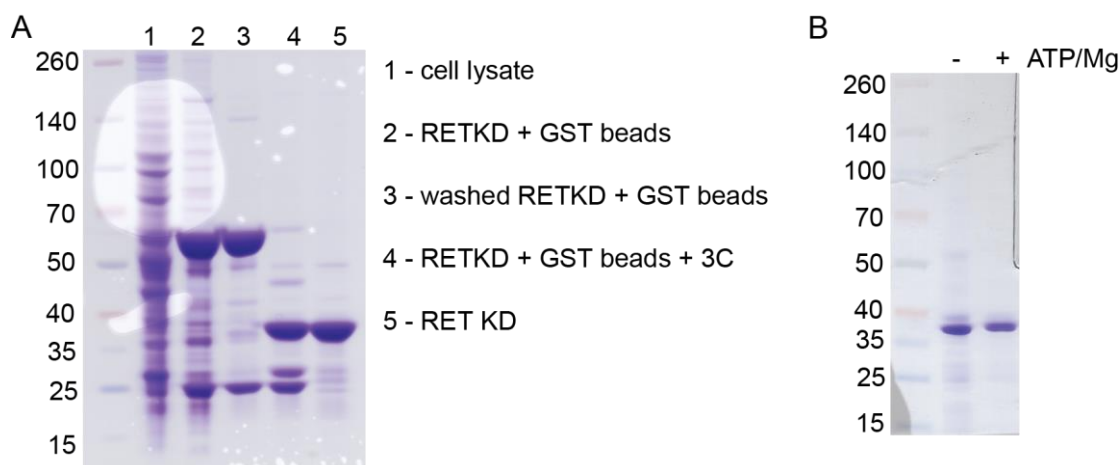 A
1 2 3 4 5
260
140
100
70
50
40
35
25
15
1 - cell lysate
2 - RETKD + GST beads
3 - washed RETKD + GST beads
4 - RETKD + GST beads + 3C
5 - RET KD
B
- + ATP/Mg
260
140
100
70
50
40
35
25
15